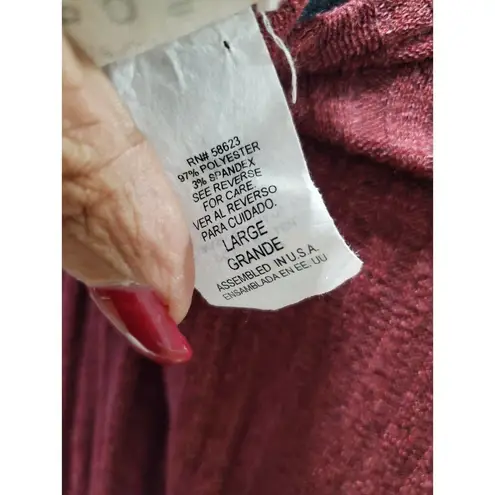 RN# 58623
97% POLYESTER
3% SPANDEX
SEE REVERSE
FOR CARE.
VER AL REVERSO
PARA CUIDADO.
LARGE
GRANDE
ASSEMBLED IN U.S.A.
ENSAMBLADA EN EE. UU